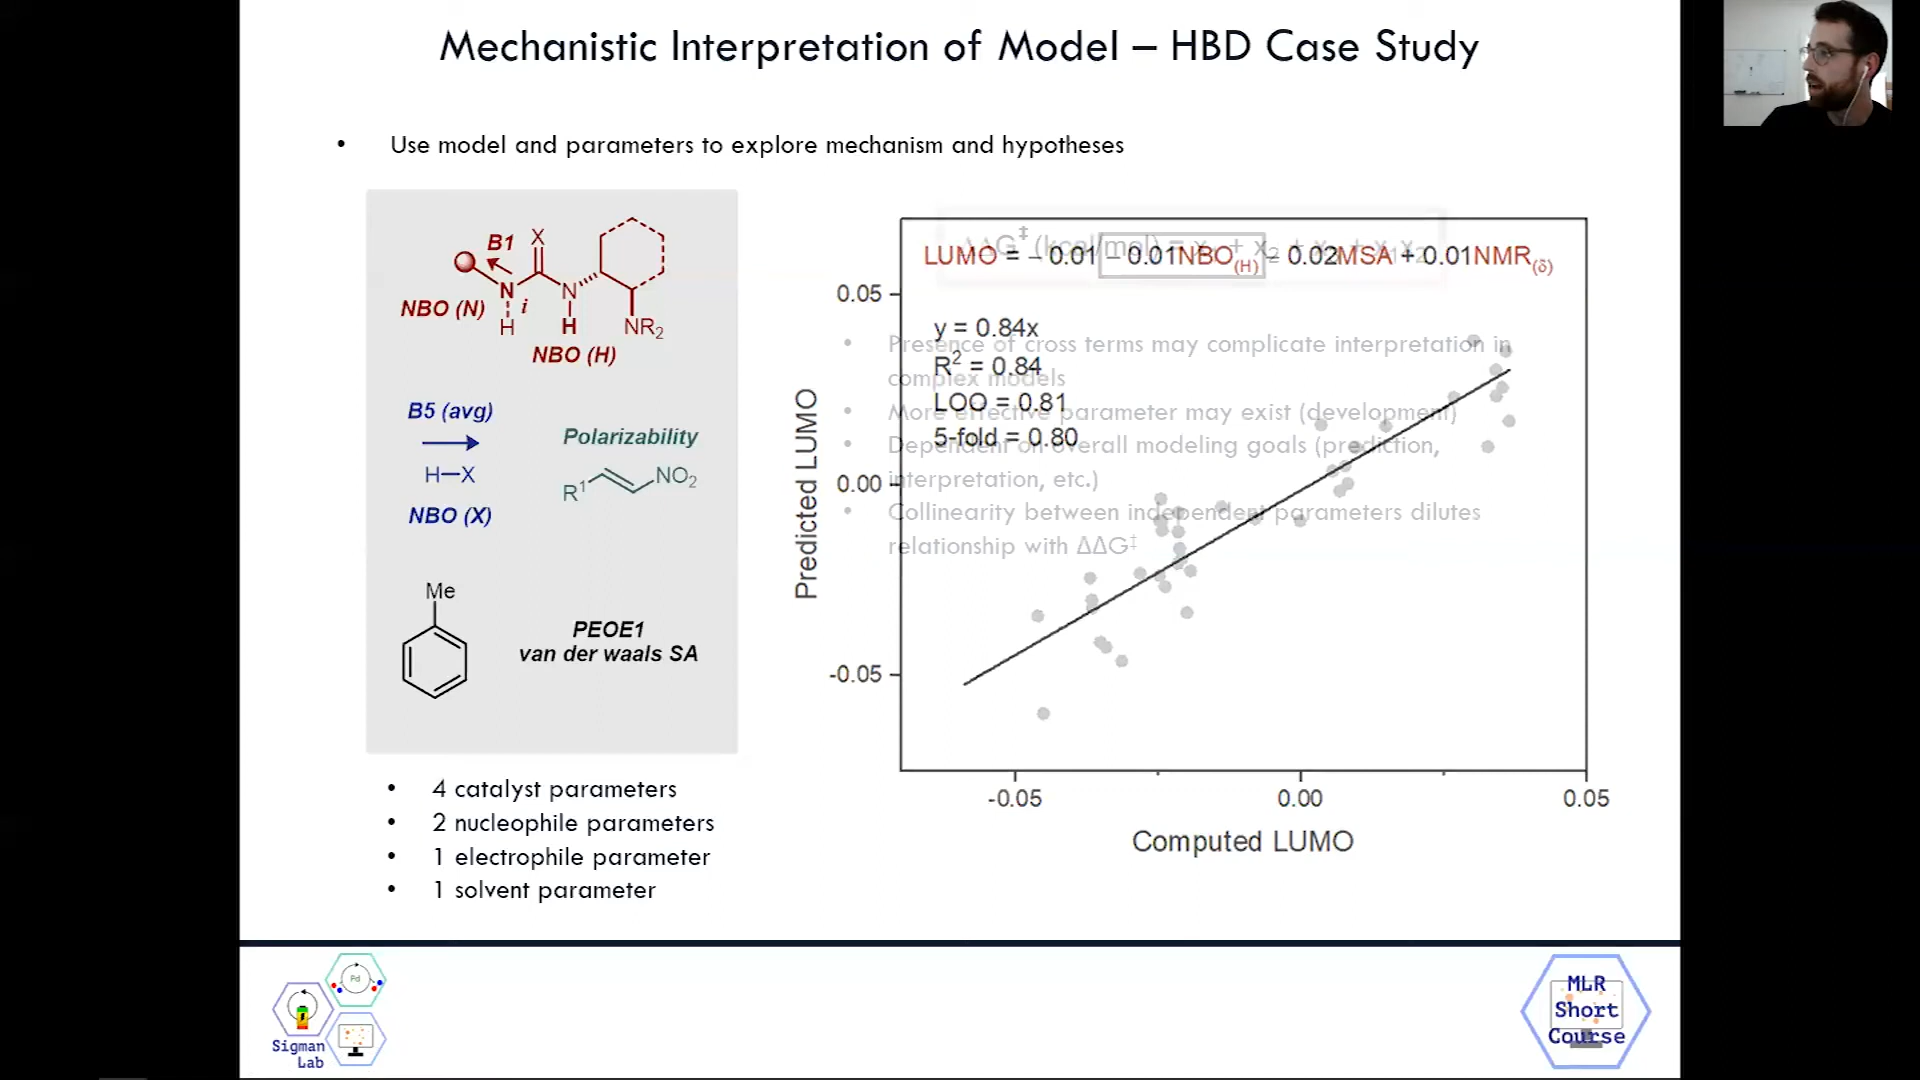 Mechanistic Interpretation of Model – HBD Case Study
• Use model and parameters to explore mechanism and hypotheses
B1
X
NBO (N)
N
i
N
H
H
NR2
NBO (H)
B5 (avg)
H—X
NBO (X)
Polarizability
R1
NO2
Me
PEOE1
van der waals SA
• 4 catalyst parameters
• 2 nucleophile parameters
• 1 electrophile parameter
• 1 solvent parameter
ΔΔG‡ (kcal/mol) =
LUMO = – 0.01 – 0.01NBO(H) – 0.02MSA + 0.01NMR(δ)
y = 0.84x
R2 = 0.84
LOO = 0.81
5-fold = 0.80
• Presence of cross terms may complicate interpretation in
complex models
• More effective parameter may exist (development)
• Dependent on overall modeling goals (prediction,
interpretation, etc.)
• Collinearity between independent parameters dilutes
relationship with ΔΔG‡
Predicted LUMO
0.05
0.00
-0.05
-0.05
0.00
0.05
Computed LUMO
Pd
Sigman
Lab
MLR
Short
Course